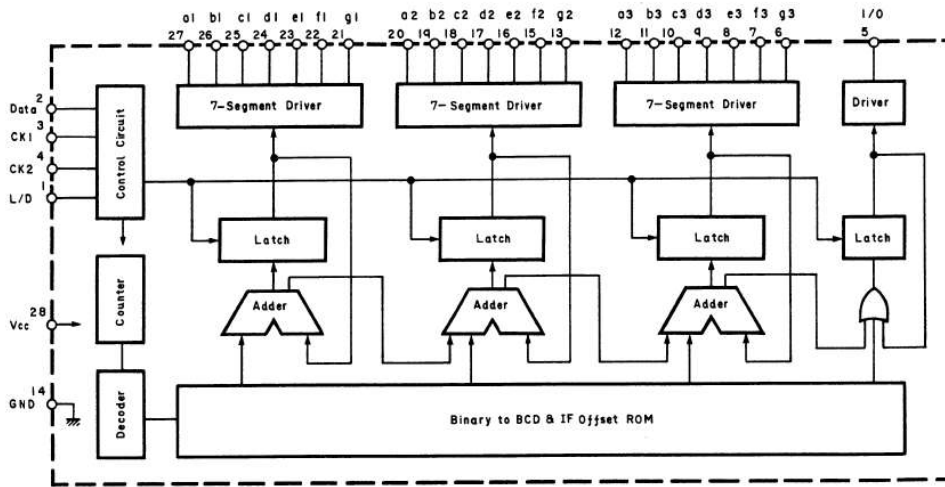 a1 b1 c1 d1 e1 f1 g1
27 26 25 24 23 22 21
a2 b2 c2 d2 e2 f2 g2
20 19 18 17 16 15 13
a3 b3 c3 d3 e3 f3 g3
12 11 10 9 8 7 6
I/O
5
7-Segment Driver
7-Segment Driver
7-Segment Driver
Driver
Data 2
CK1 3
CK2 4
L/D 1
Control Circuit
Latch
Latch
Latch
Latch
Vcc 28
Counter
Adder
Adder
Adder
GND 14
Decoder
Binary to BCD & IF Offset ROM